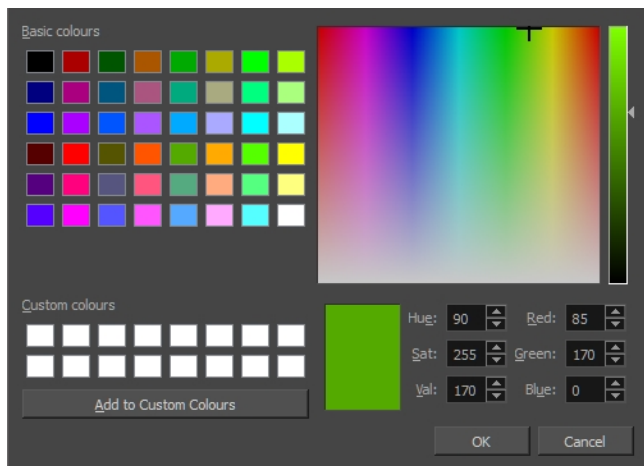 Basic colours
Custom colours
Add to Custom Colours
Hue: 90 Red: 85
Sat: 255 Green: 170
Val: 170 Blue: 0
OK Cancel